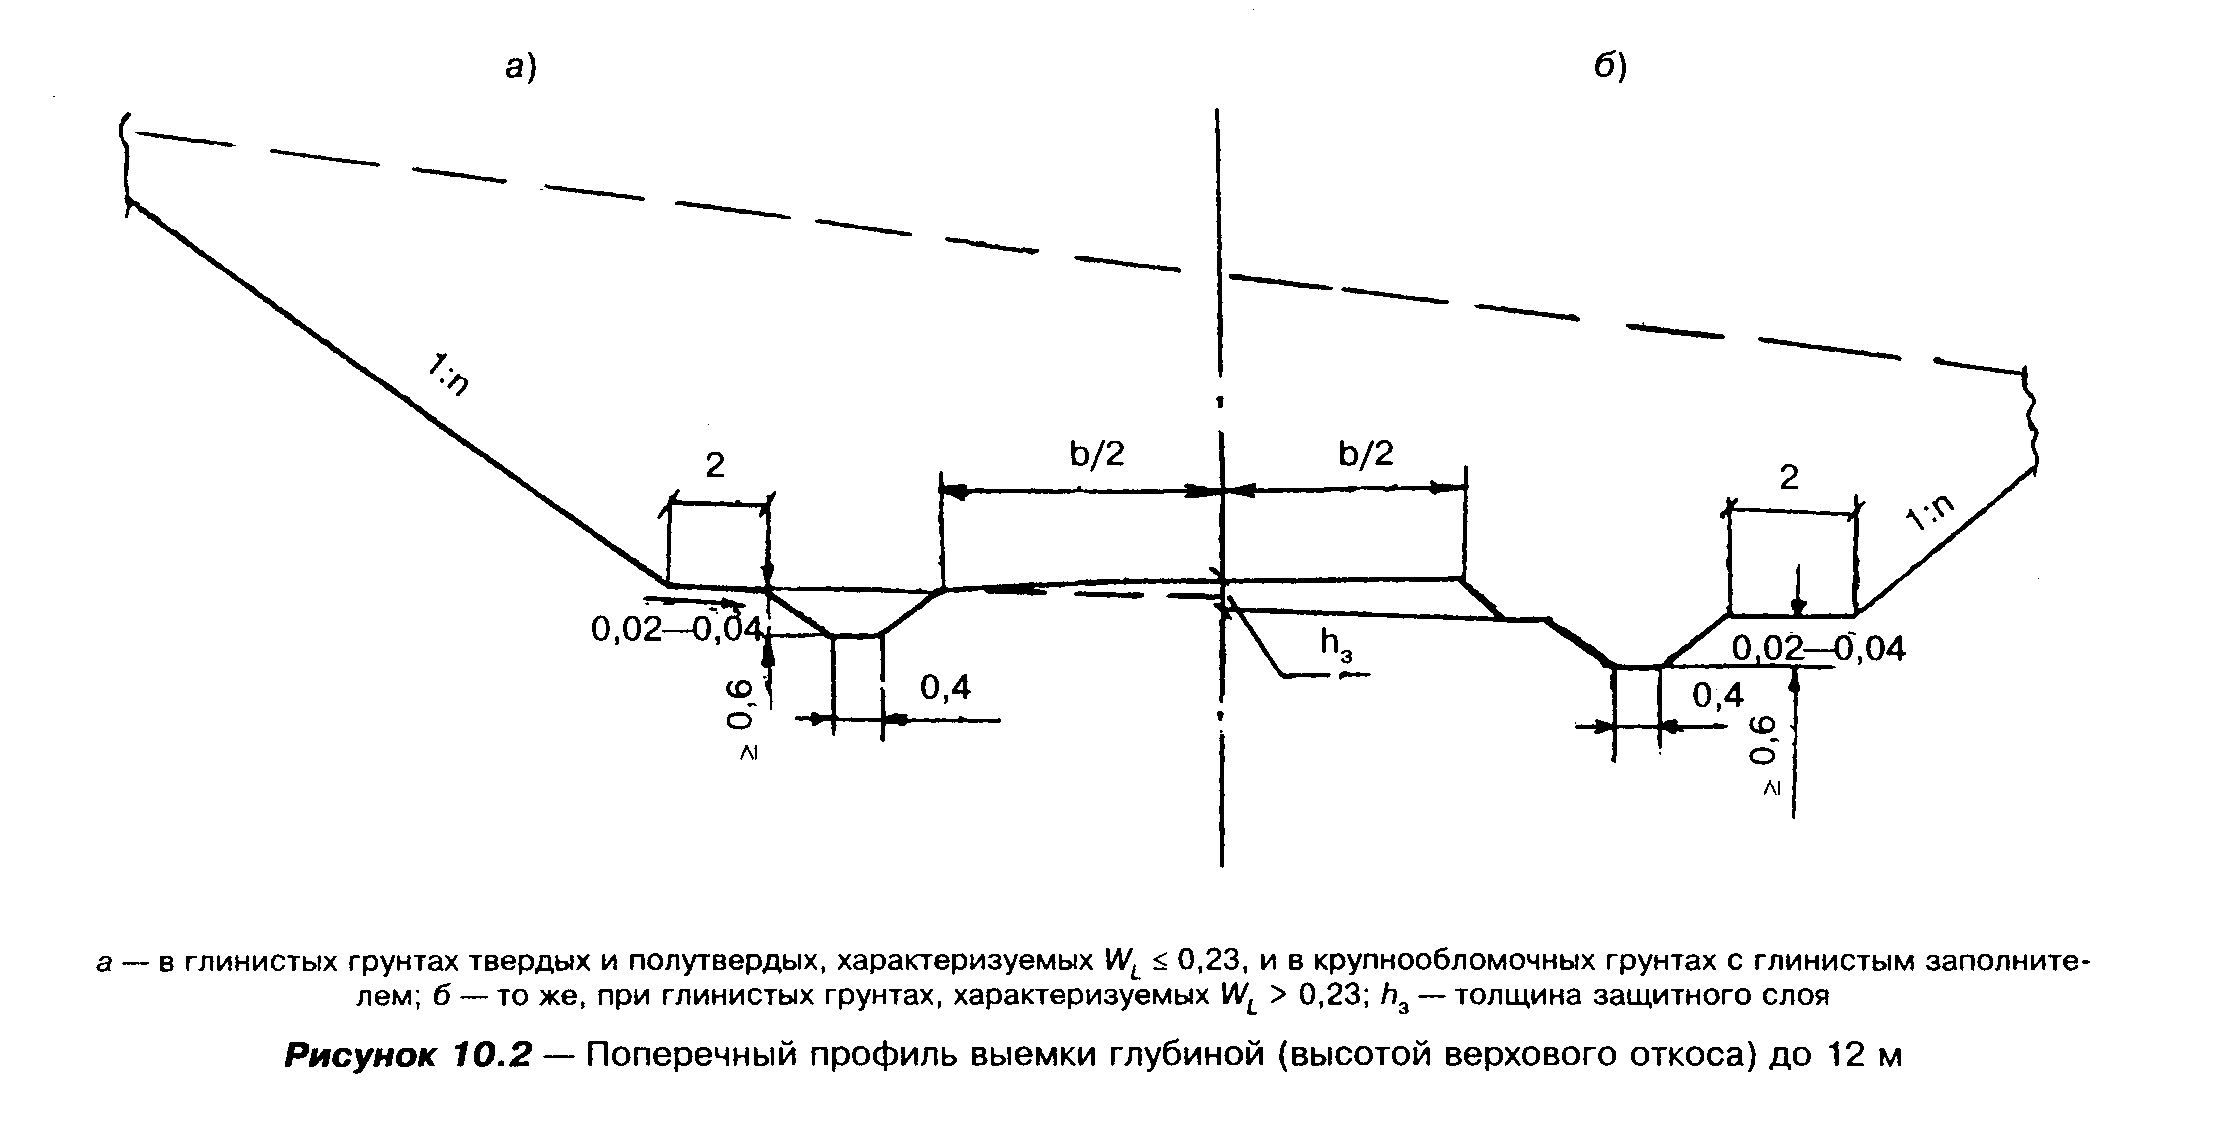 а) б)
1:n
2 b/2 b/2 2
1:n
0,02—0,04 h₃ 0,02—0,04
≥ 0,6 0,4 0,4 ≥ 0,6
а — в глинистых грунтах твердых и полутвердых, характеризуемых W_L ≤ 0,23, и в крупнообломочных грунтах с глинистым заполните-
лем; б — то же, при глинистых грунтах, характеризуемых W_L > 0,23; h₃ — толщина защитного слоя
Рисунок 10.2 — Поперечный профиль выемки глубиной (высотой верхового откоса) до 12 м